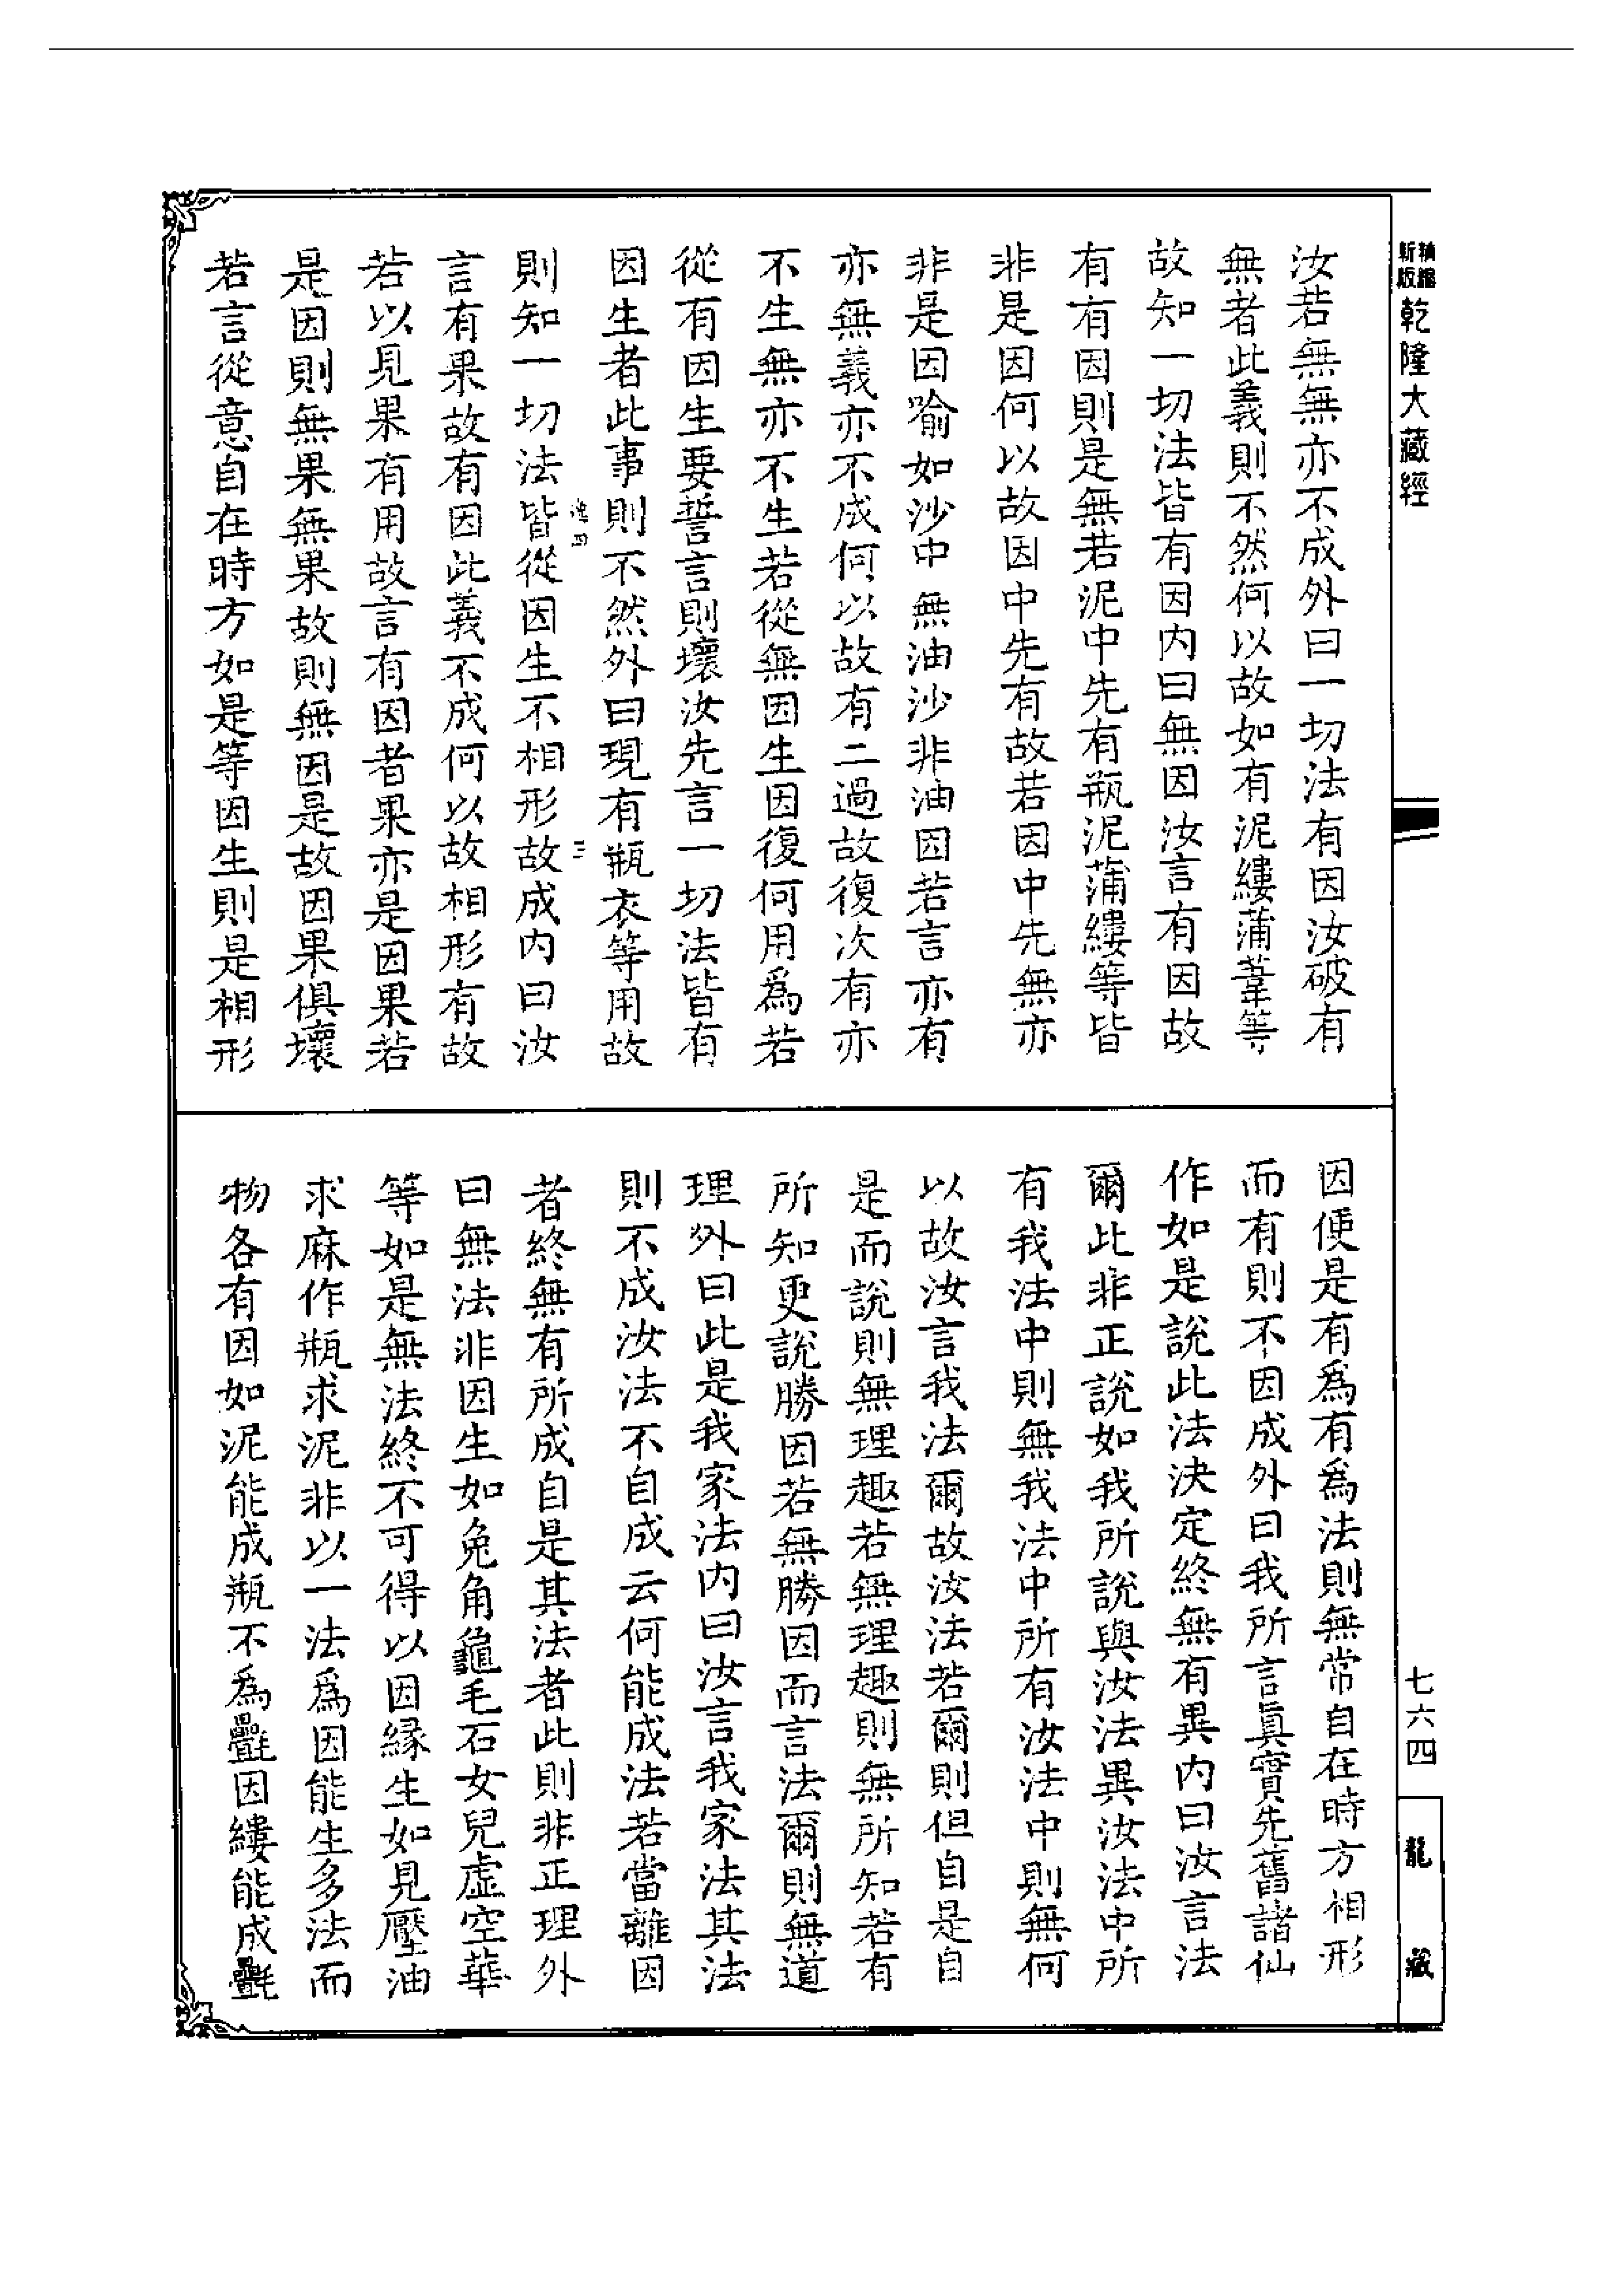 乾隆大藏經
汝若無無亦不成外曰一切法有因汝破有
無者此義則不然何以故如有泥縷蒲葦等
故知一切法皆有因内曰無因汝言有因故
有有因則是無若泥中先有瓶泥蒲縷等皆
非是因何以故因中先有故若因中先無亦
非是因喻如沙中無油沙非油因若言亦有
亦無義亦不成何以故有二過故復次有亦
不生無亦不生若從無因生因復何用為若
從有因生要誓言則壞汝先言一切法皆有
因生者此事則不然外曰現有瓶衣等用故
則知一切法皆從因生不相形故成内曰汝
言有果故有因此義不成何以故相形有故
若以見果有用故言有因者果亦是因果若
是因則無果無果故則無因是故因果俱壞
若言從意自在時方如是等因生則是相形
因便是有為有為法則無常自在時方相形
而有則不因成外曰我所言眞實先舊諸仙
作如是說此法決定終無有異内曰汝言法
爾此非正說如我所說與汝法異汝法中所
有我法中則無我法中所有汝法中則無何
以故汝言我法爾故汝法若爾則但自是自
是而說則無理趣若無理趣則無所知若有
所知更說勝因若無勝因而言法爾則無道
理外曰此是我家法内曰汝言我家法其法
則不成汝法不自成云何能成法若當離因
者終無有所成自是其法者此則非正理外
曰無法非因生如兔角龜毛石女兒虛空華
等如是無法終不可得以因緣生如見壓油
求麻作瓶求泥非以一法為因能生多法而
物各有因如泥能成瓶不為㲲因縷能成㲲
七六四
龍藏